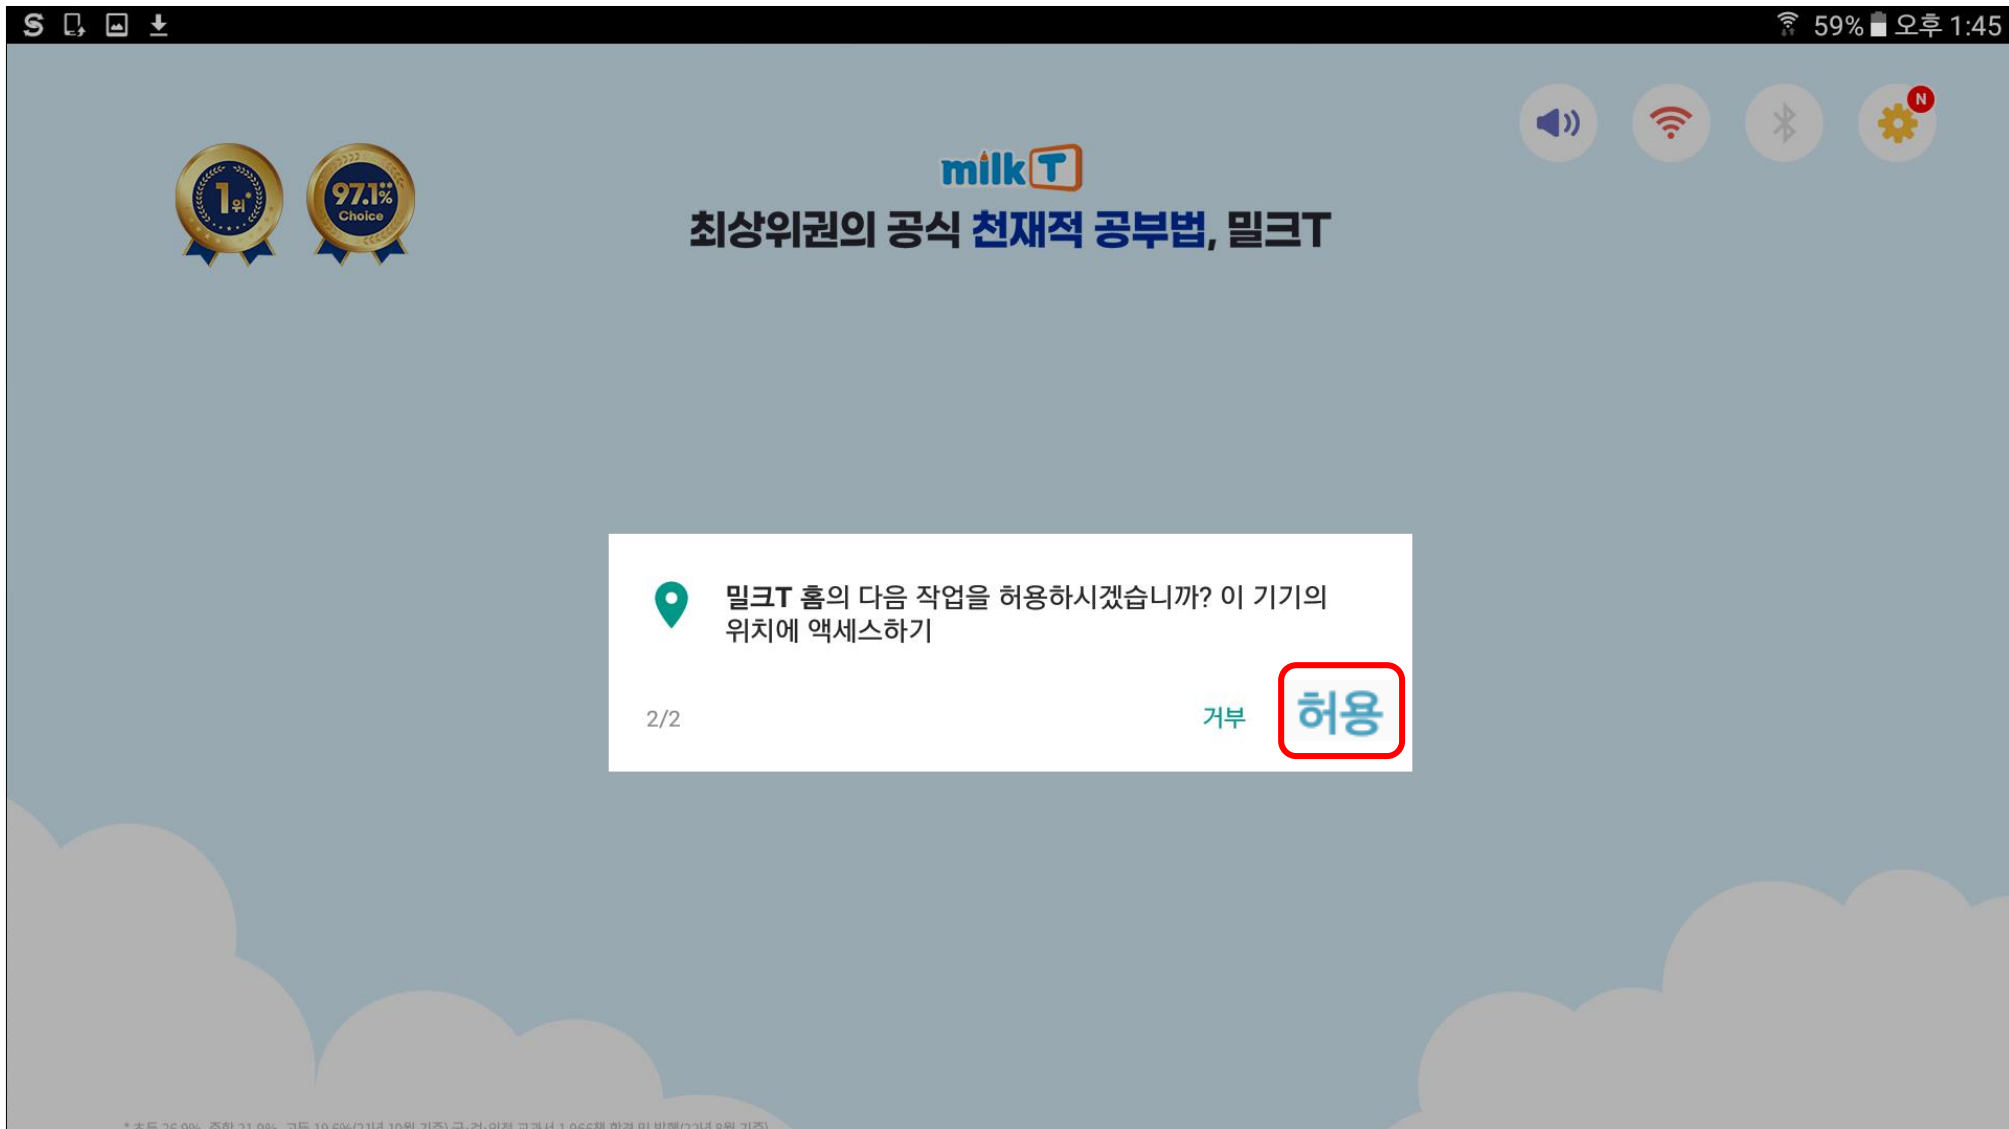 59% 오후 1:45
N
1위*
97.1%**
Choice
milk T
최상위권의 공식 천재적 공부법, 밀크T
밀크T 홈의 다음 작업을 허용하시겠습니까? 이 기기의
위치에 액세스하기
2/2
거부
허용